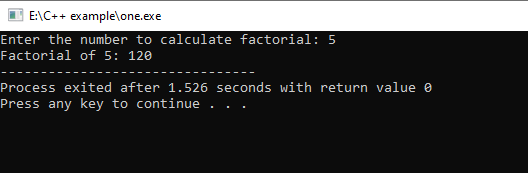 E:\C++ example\one.exe
Enter the number to calculate factorial: 5
Factorial of 5: 120
--------------------------------
Process exited after 1.526 seconds with return value 0
Press any key to continue . . .